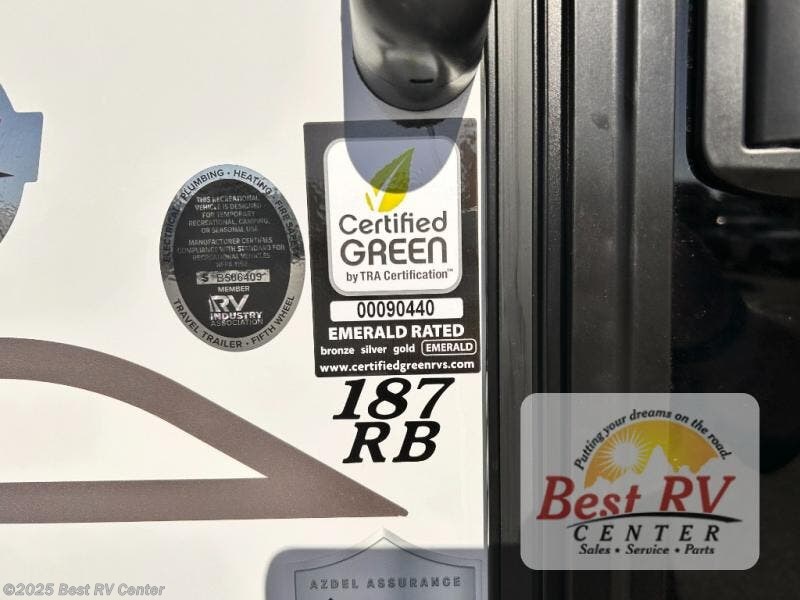 ELECTRICAL • PLUMBING • HEATING • FIRE SAFETY
THIS RECREATIONAL
VEHICLE IS DESIGNED
FOR TEMPORARY
RECREATIONAL, CAMPING,
OR SEASONAL USE.
MANUFACTURER CERTIFIES
COMPLIANCE WITH STANDARD FOR
RECREATIONAL VEHICLES
NFPA 1192.
MEMBER
RV
INDUSTRY
ASSOCIATION
TRAVEL TRAILER • FIFTH WHEEL
Certified
GREEN
by TRA Certification™
00090440
EMERALD RATED
bronze silver gold EMERALD
www.certifiedgreenrvs.com
187
RB
AZDEL ASSURANCE
Putting your dreams on the road.
Best RV
CENTER
Sales • Service • Parts
©2025 Best RV Center